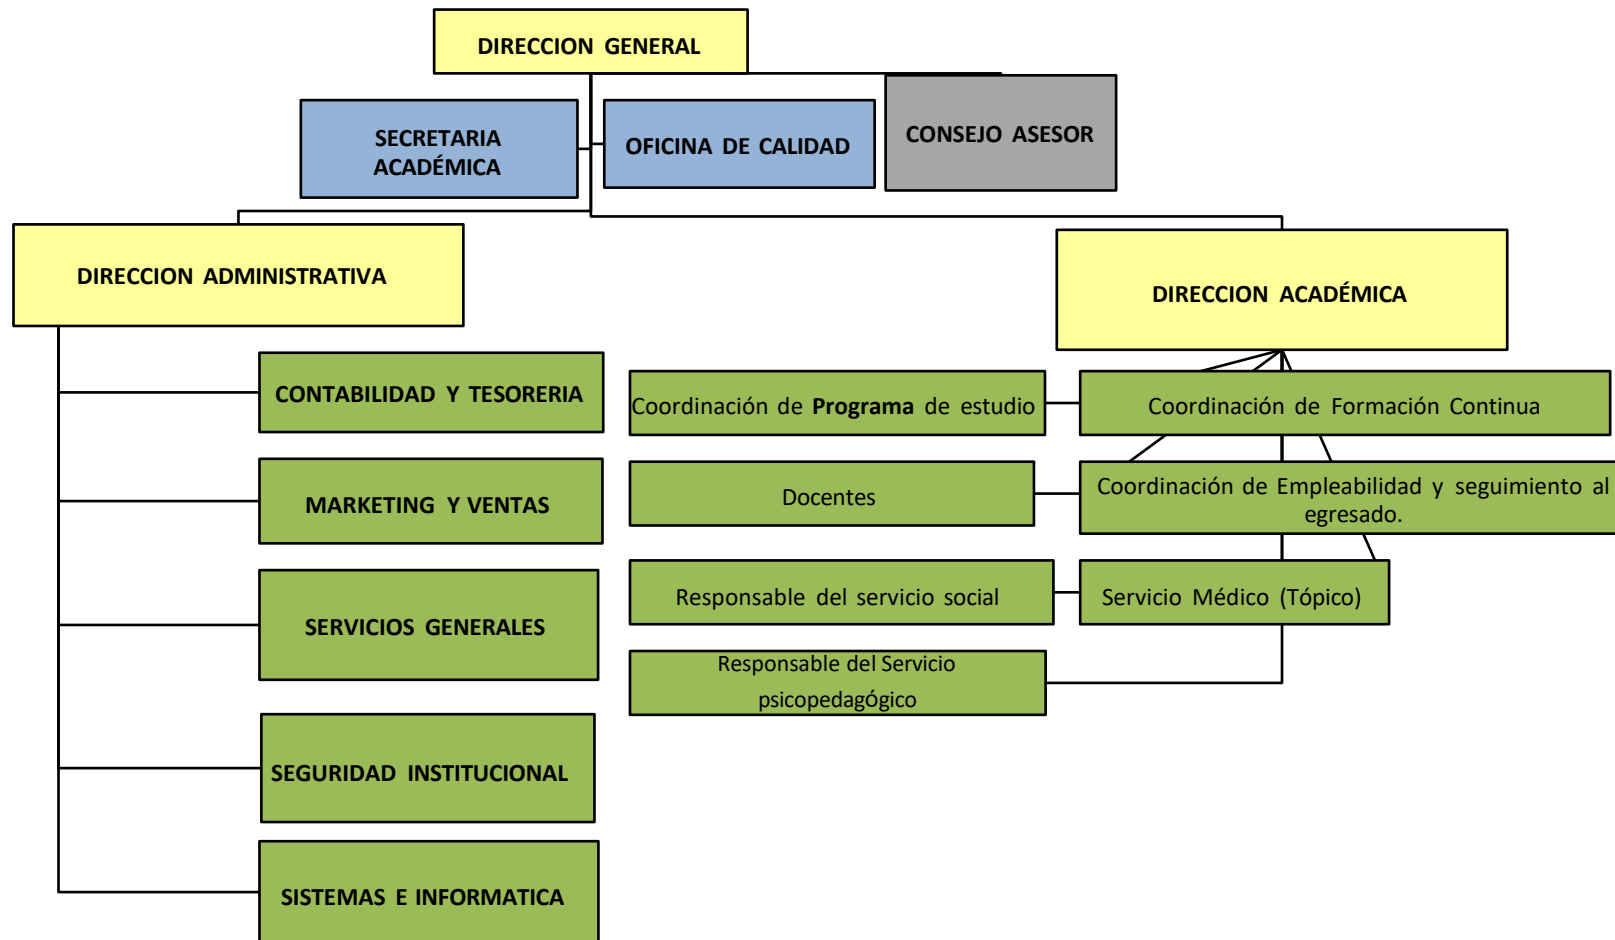 DIRECCION GENERAL
SECRETARIA
ACADÉMICA
OFICINA DE CALIDAD
CONSEJO ASESOR
DIRECCION ADMINISTRATIVA
DIRECCION ACADÉMICA
CONTABILIDAD Y TESORERIA
MARKETING Y VENTAS
SERVICIOS GENERALES
SEGURIDAD INSTITUCIONAL
SISTEMAS E INFORMATICA
Coordinación de Programa de estudio
Coordinación de Formación Continua
Docentes
Coordinación de Empleabilidad y seguimiento al
egresado.
Responsable del servicio social
Servicio Médico (Tópico)
Responsable del Servicio
psicopedagógico